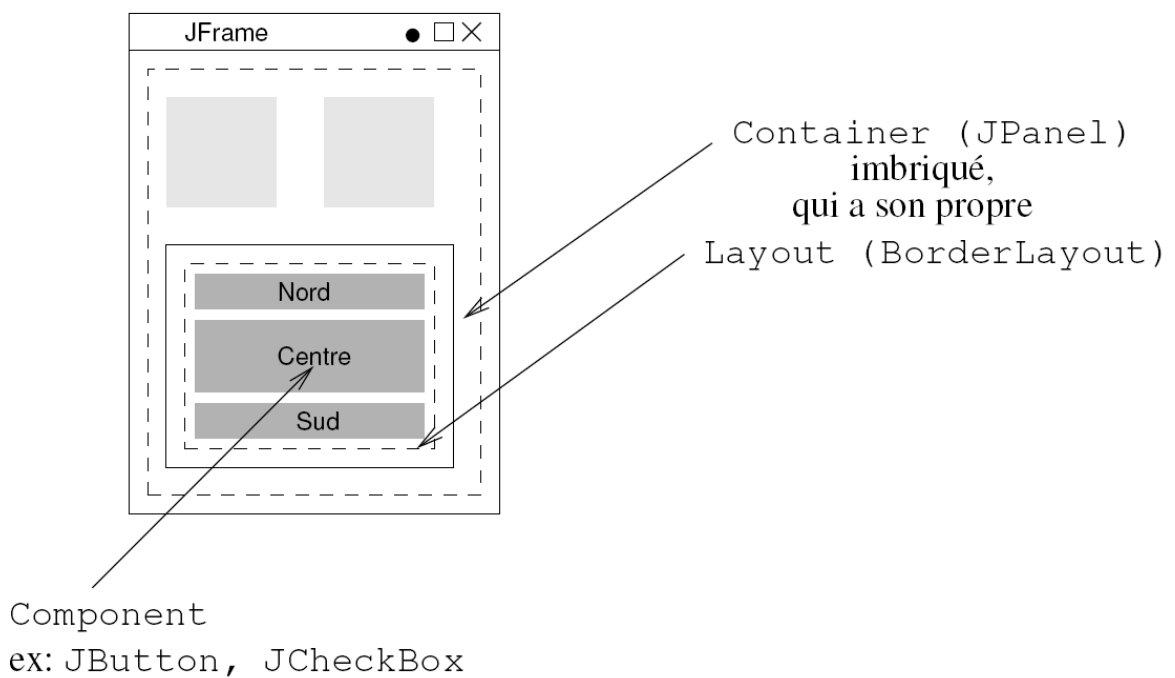 JFrame
Container (JPanel)
imbriqué,
qui a son propre
Layout (BorderLayout)
Nord
Centre
Sud
Component
ex: JButton, JCheckBox